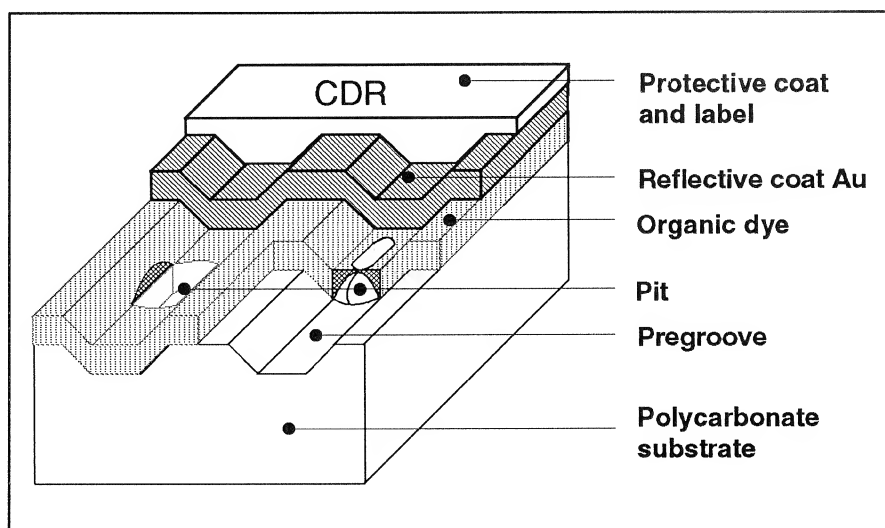 CDR
Protective coat
and label
Reflective coat Au
Organic dye
Pit
Pregroove
Polycarbonate
substrate